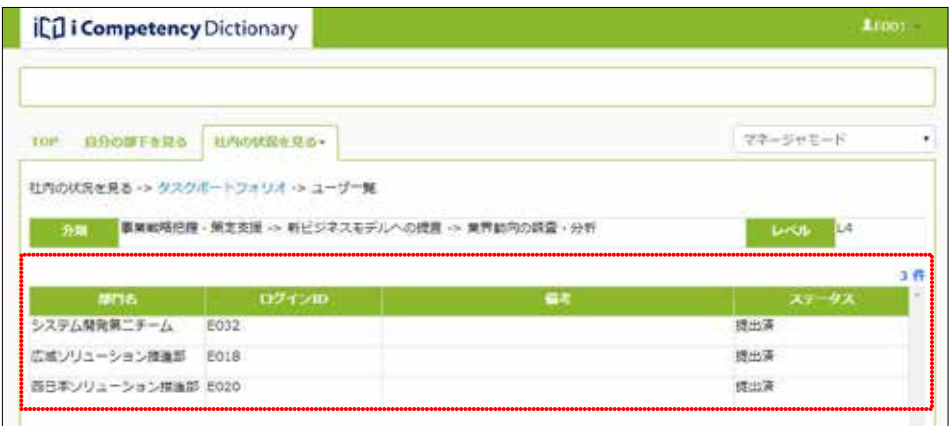 iCD i Competency Dictionary
E001
TOP 自分の部下を見る 社内の状況を見る
マネージャモード
社内の状況を見る -> タスクポートフォリオ -> ユーザ一覧
分類 事業戦略把握・策定支援 -> 新ビジネスモデルへの提言 -> 業界動向の調査・分析 レベル L4
3 件
部門名 ログインID 備考 ステータス
システム開発第二チーム E032 提出済
広域ソリューション推進部 E018 提出済
西日本ソリューション推進部 E020 提出済